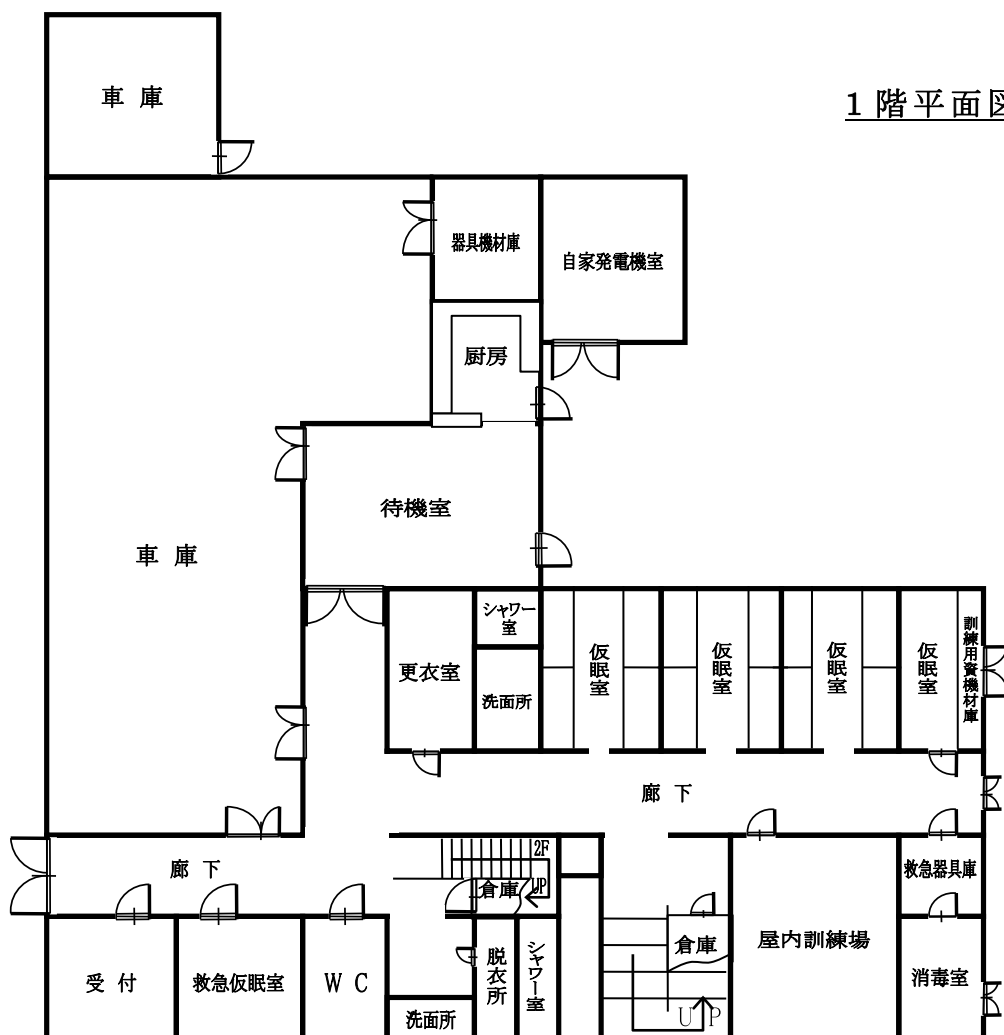 1階平面図
車庫
器具機材庫
自家発電機室
厨房
待機室
車庫
シャワー
室
更衣室
洗面所
仮眠室
仮眠室
仮眠室
仮眠室
訓練用資機材庫
廊下
廊下
2F
UP
倉庫
救急器具庫
受付
救急仮眠室
WC
脱衣所
シャワー室
洗面所
倉庫
UP
屋内訓練場
消毒室